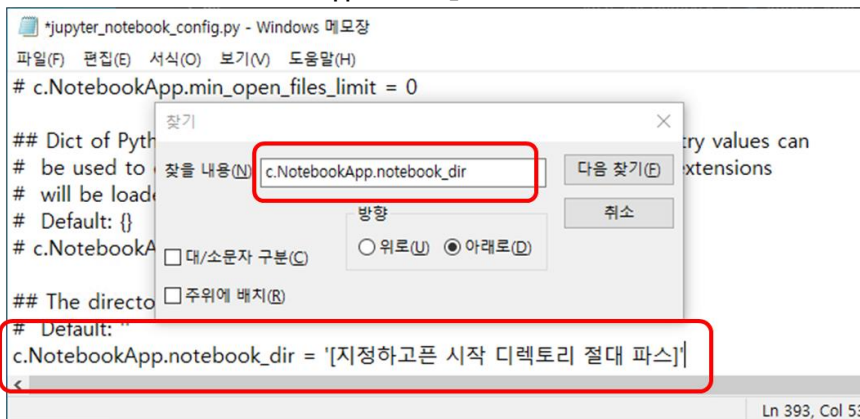 *jupyter_notebook_config.py - Windows 메모장
파일(F) 편집(E) 서식(O) 보기(V) 도움말(H)
# c.NotebookApp.min_open_files_limit = 0
## Dict of Pyth
try values can
# be used to
xtensions
# will be loade
# Default: {}
# c.NotebookA
## The directo
# Default: ''
c.NotebookApp.notebook_dir = '[지정하고픈 시작 디렉토리 절대 파스]'
찾기
찾을 내용(N): c.NotebookApp.notebook_dir
다음 찾기(F)
취소
방향
위로(U) 아래로(D)
대/소문자 구분(C)
주위에 배치(R)
Ln 393, Col 53